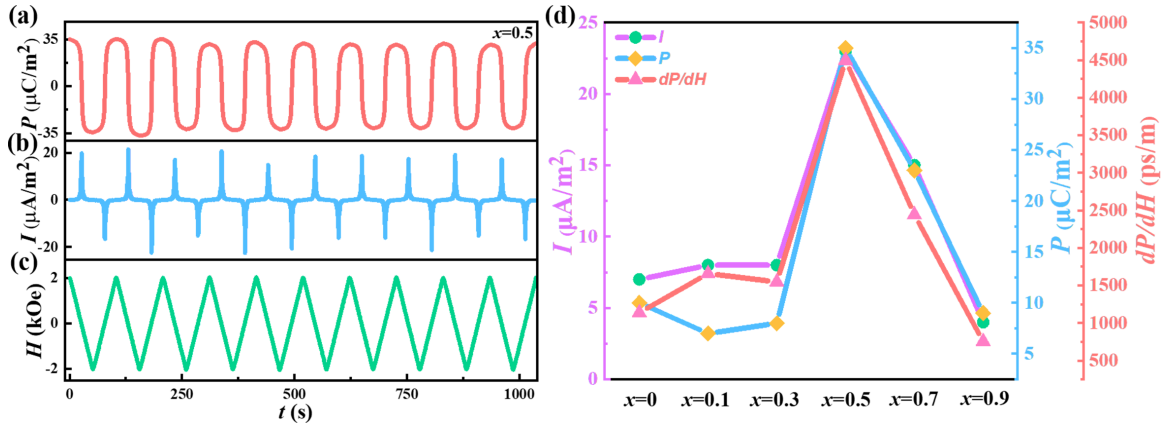 (a)
x=0.5
P (μC/m²)
35
0
-35
(b)
I (μA/m²)
20
0
-20
(c)
H (kOe)
2
0
-2
0
250
500
750
1000
t (s)
(d)
I
P
dP/dH
I (μA/m²)
25
20
15
10
5
0
P (μC/m²)
35
30
25
20
15
10
5
dP/dH (ps/m)
5000
4500
4000
3500
3000
2500
2000
1500
1000
500
x=0
x=0.1
x=0.3
x=0.5
x=0.7
x=0.9